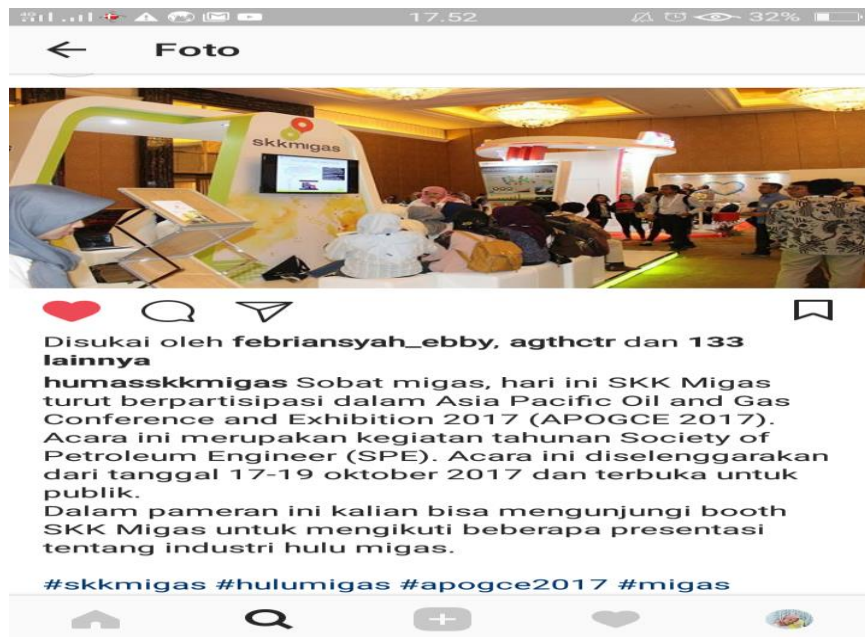 17.52
32%
Foto
skkmigas
Disukai oleh febriansyah_ebby, agthctr dan 133
lainnya
humasskkmigas Sobat migas, hari ini SKK Migas
turut berpartisipasi dalam Asia Pacific Oil and Gas
Conference and Exhibition 2017 (APOGCE 2017).
Acara ini merupakan kegiatan tahunan Society of
Petroleum Engineer (SPE). Acara ini diselenggarakan
dari tanggal 17-19 oktober 2017 dan terbuka untuk
publik.
Dalam pameran ini kalian bisa mengunjungi booth
SKK Migas untuk mengikuti beberapa presentasi
tentang industri hulu migas.
#skkmigas #hulumigas #apogce2017 #migas